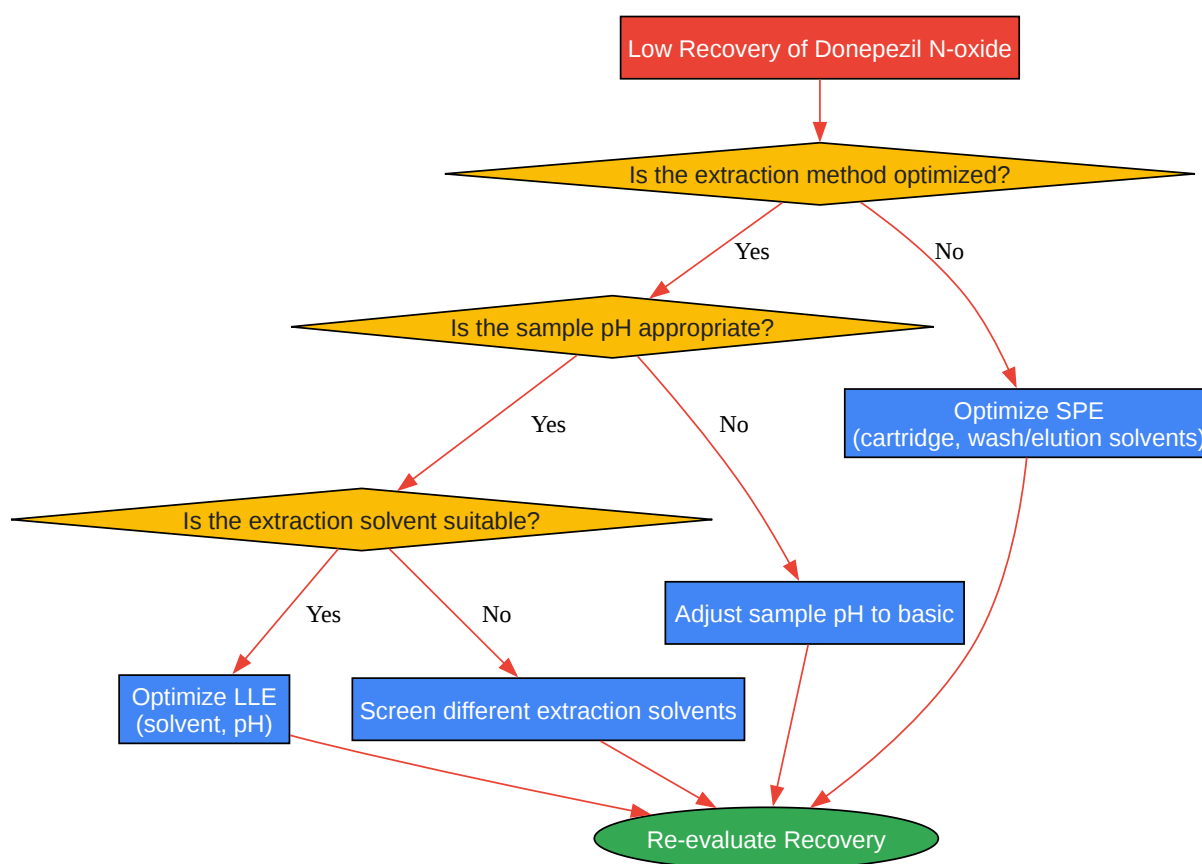 Low Recovery of Donepezil N-oxide
Is the extraction method optimized?
Yes
No
Is the sample pH appropriate?
Optimize SPE
(cartridge, wash/elution solvents)
Yes
No
Is the extraction solvent suitable?
Yes
No
Adjust sample pH to basic
Optimize LLE
(solvent, pH)
Screen different extraction solvents
Re-evaluate Recovery